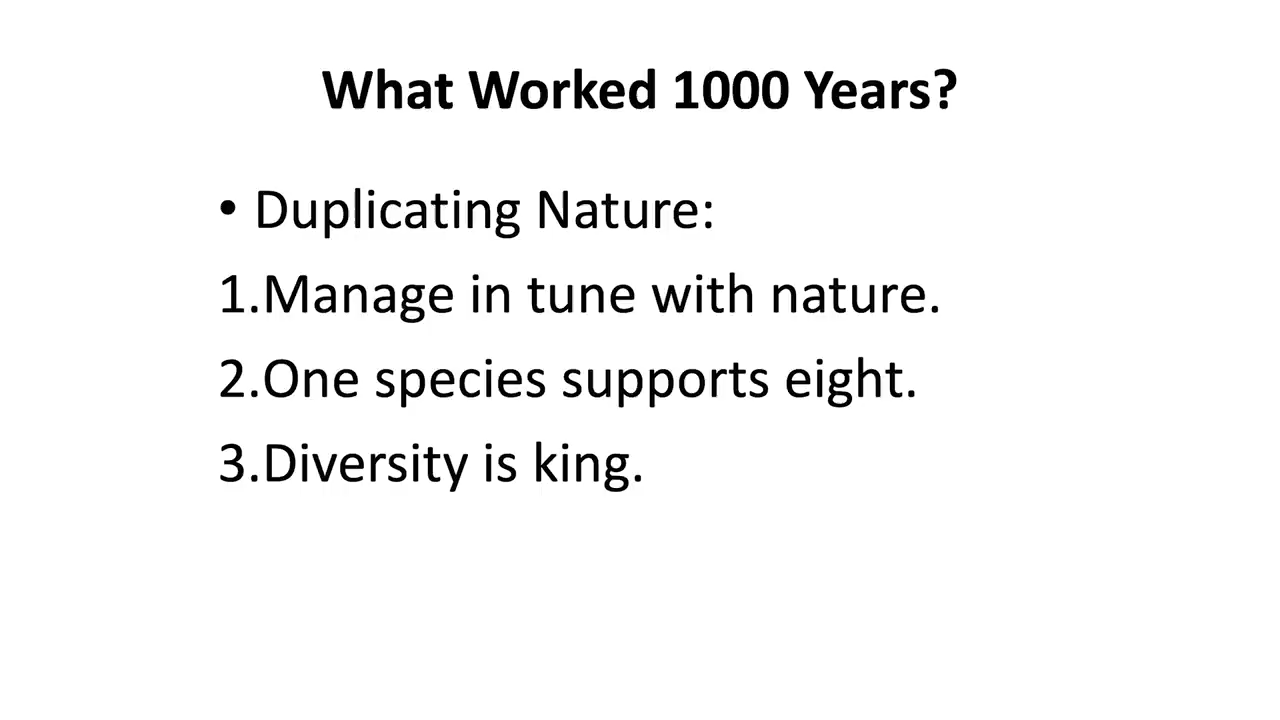 What Worked 1000 Years?
• Duplicating Nature:
1.Manage in tune with nature.
2.One species supports eight.
3.Diversity is king.